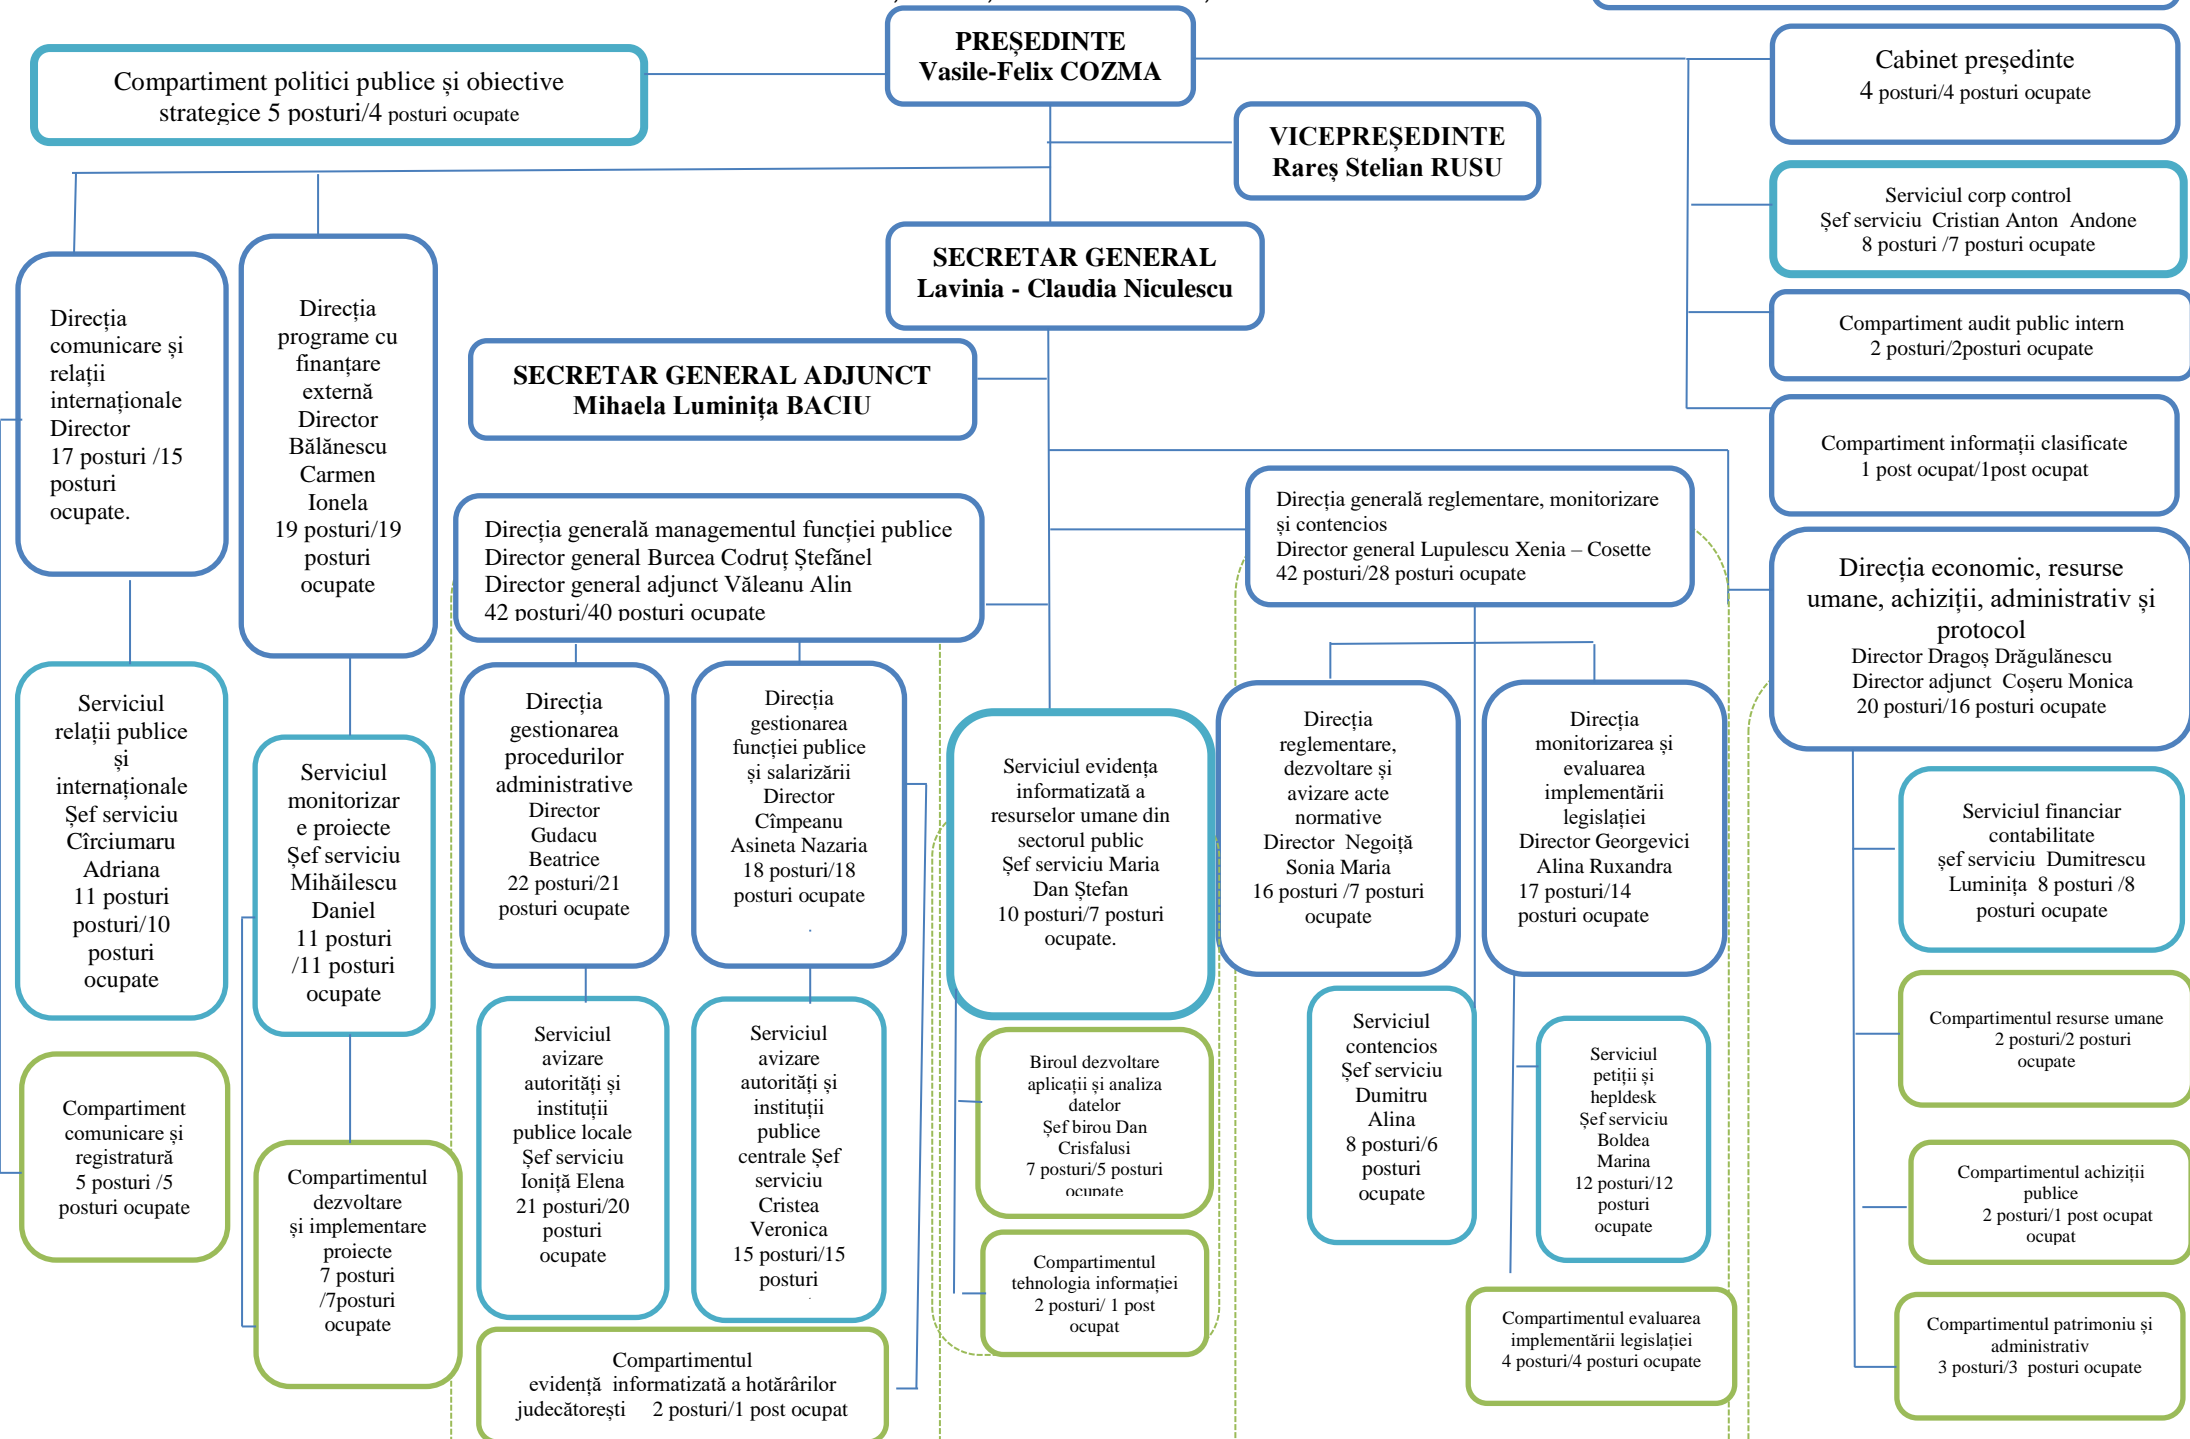 PREȘEDINTE
Vasile-Felix COZMA
Compartiment politici publice și obiective
strategice 5 posturi/4 posturi ocupate
Cabinet președinte
4 posturi/4 posturi ocupate
VICEPREȘEDINTE
Rareș Stelian RUSU
Serviciul corp control
Șef serviciu Cristian Anton Andone
8 posturi /7 posturi ocupate
SECRETAR GENERAL
Lavinia - Claudia Niculescu
Compartiment audit public intern
2 posturi/2posturi ocupate
SECRETAR GENERAL ADJUNCT
Mihaela Luminița BACIU
Compartiment informații clasificate
1 post ocupat/1post ocupat
Direcția
comunicare și
relații
internaționale
Director
17 posturi /15
posturi
ocupate.
Direcția
programe cu
finanțare
externă
Director
Bălănescu
Carmen
Ionela
19 posturi/19
posturi
ocupate
Direcția generală managementul funcției publice
Director general Burcea Codruț Ștefănel
Director general adjunct Văleanu Alin
42 posturi/40 posturi ocupate
Direcția generală reglementare, monitorizare
și contencios
Director general Lupulescu Xenia – Cosette
42 posturi/28 posturi ocupate
Direcția economic, resurse
umane, achiziții, administrativ și
protocol
Director Dragoș Drăgulănescu
Director adjunct Coșeru Monica
20 posturi/16 posturi ocupate
Serviciul
relații publice
și
internaționale
Șef serviciu
Cîrciumaru
Adriana
11 posturi
posturi/10
posturi
ocupate
Serviciul
monitorizar
e proiecte
Șef serviciu
Mihăilescu
Daniel
11 posturi
/11 posturi
ocupate
Direcția
gestionarea
procedurilor
administrative
Director
Gudacu
Beatrice
22 posturi/21
posturi ocupate
Direcția
gestionarea
funcției publice
și salarizării
Director
Cîmpeanu
Asineta Nazaria
18 posturi/18
posturi ocupate
.
Serviciul evidența
informatizată a
resurselor umane din
sectorul public
Șef serviciu Maria
Dan Ștefan
10 posturi/7 posturi
ocupate.
Direcția
reglementare,
dezvoltare și
avizare acte
normative
Director Negoiță
Sonia Maria
16 posturi /7 posturi
ocupate
Direcția
monitorizarea și
evaluarea
implementării
legislației
Director Georgevici
Alina Ruxandra
17 posturi/14
posturi ocupate
Serviciul financiar
contabilitate
șef serviciu Dumitrescu
Luminița 8 posturi /8
posturi ocupate
Compartiment
comunicare și
registratură
5 posturi /5
posturi ocupate
Compartimentul
dezvoltare
și implementare
proiecte
7 posturi
/7posturi
ocupate
Serviciul
avizare
autorități și
instituții
publice locale
Șef serviciu
Ioniță Elena
21 posturi/20
posturi
ocupate
Serviciul
avizare
autorități și
instituții
publice
centrale Șef
serviciu
Cristea
Veronica
15 posturi/15
posturi
Biroul dezvoltare
aplicații și analiza
datelor
Șef birou Dan
Crisfalusi
7 posturi/5 posturi
ocupate
Serviciul
contencios
Șef serviciu
Dumitru
Alina
8 posturi/6
posturi
ocupate
Serviciul
petiții și
hepldesk
Șef serviciu
Boldea
Marina
12 posturi/12
posturi
ocupate
Compartimentul resurse umane
2 posturi/2 posturi
ocupate
Compartimentul achiziții
publice
2 posturi/1 post ocupat
ocupat
Compartimentul
tehnologia informației
2 posturi/ 1 post
ocupat
Compartimentul evaluarea
implementării legislației
4 posturi/4 posturi ocupate
Compartimentul patrimoniu și
administrativ
3 posturi/3 posturi ocupate
Compartimentul
evidență informatizată a hotărârilor
judecătorești 2 posturi/1 post ocupat